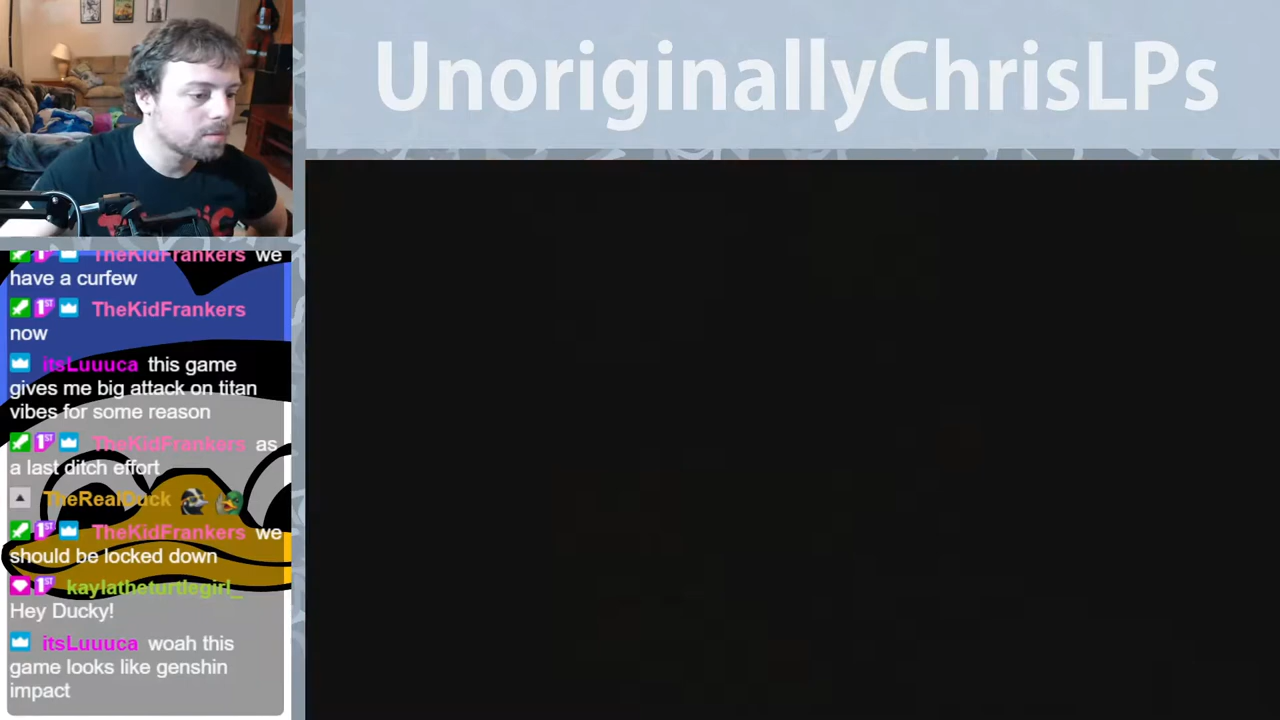 UnoriginallyChrisLPs
TheKidFrankers we
have a curfew
TheKidFrankers
now
itsLuuuca this game
gives me big attack on titan
vibes for some reason
TheKidFrankers as
a last ditch effort
TheRealDuck
TheKidFrankers we
should be locked down
kaylatheturtlegirl_
Hey Ducky!
itsLuuuca woah this
game looks like genshin
impact